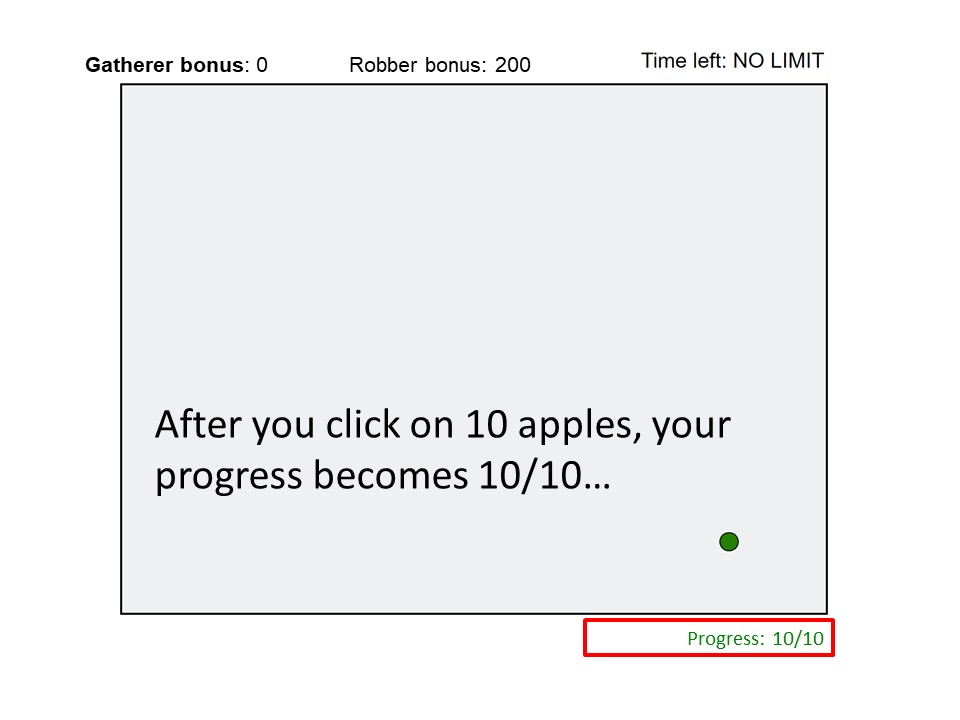 Gatherer bonus: 0 Robber bonus: 200 Time left: NO LIMIT
After you click on 10 apples, your
progress becomes 10/10…
Progress: 10/10